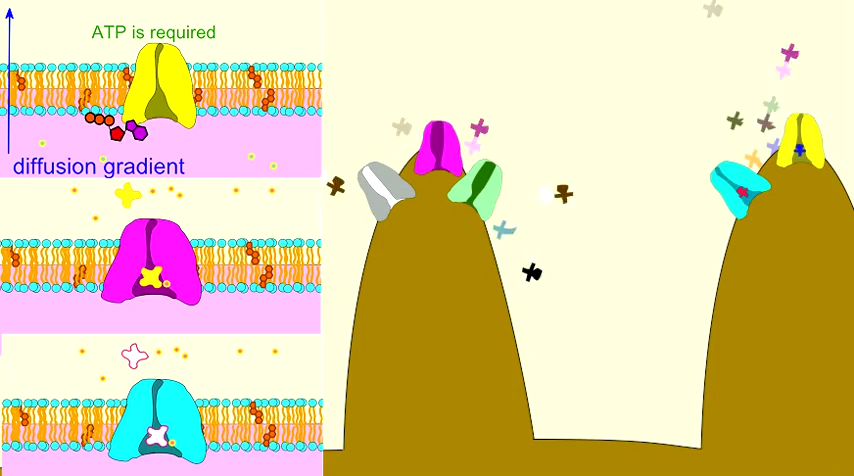 ATP is required
diffusion gradient